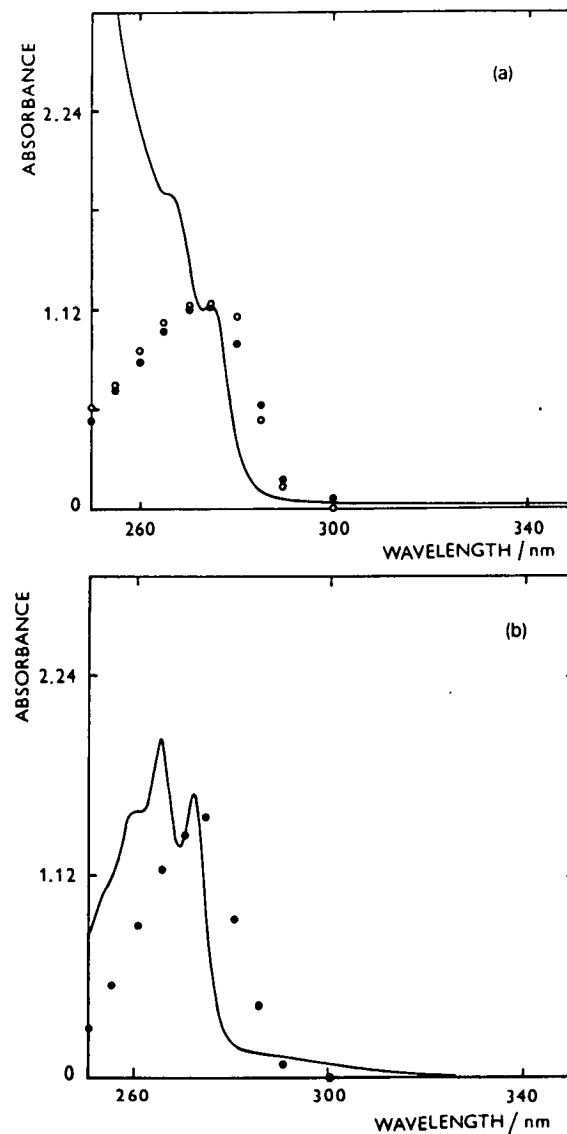 (a)
ABSORBANCE
2.24
1.12
0
260
300
340
WAVELENGTH / nm
(b)
ABSORBANCE
2.24
1.12
0
260
300
340
WAVELENGTH / nm